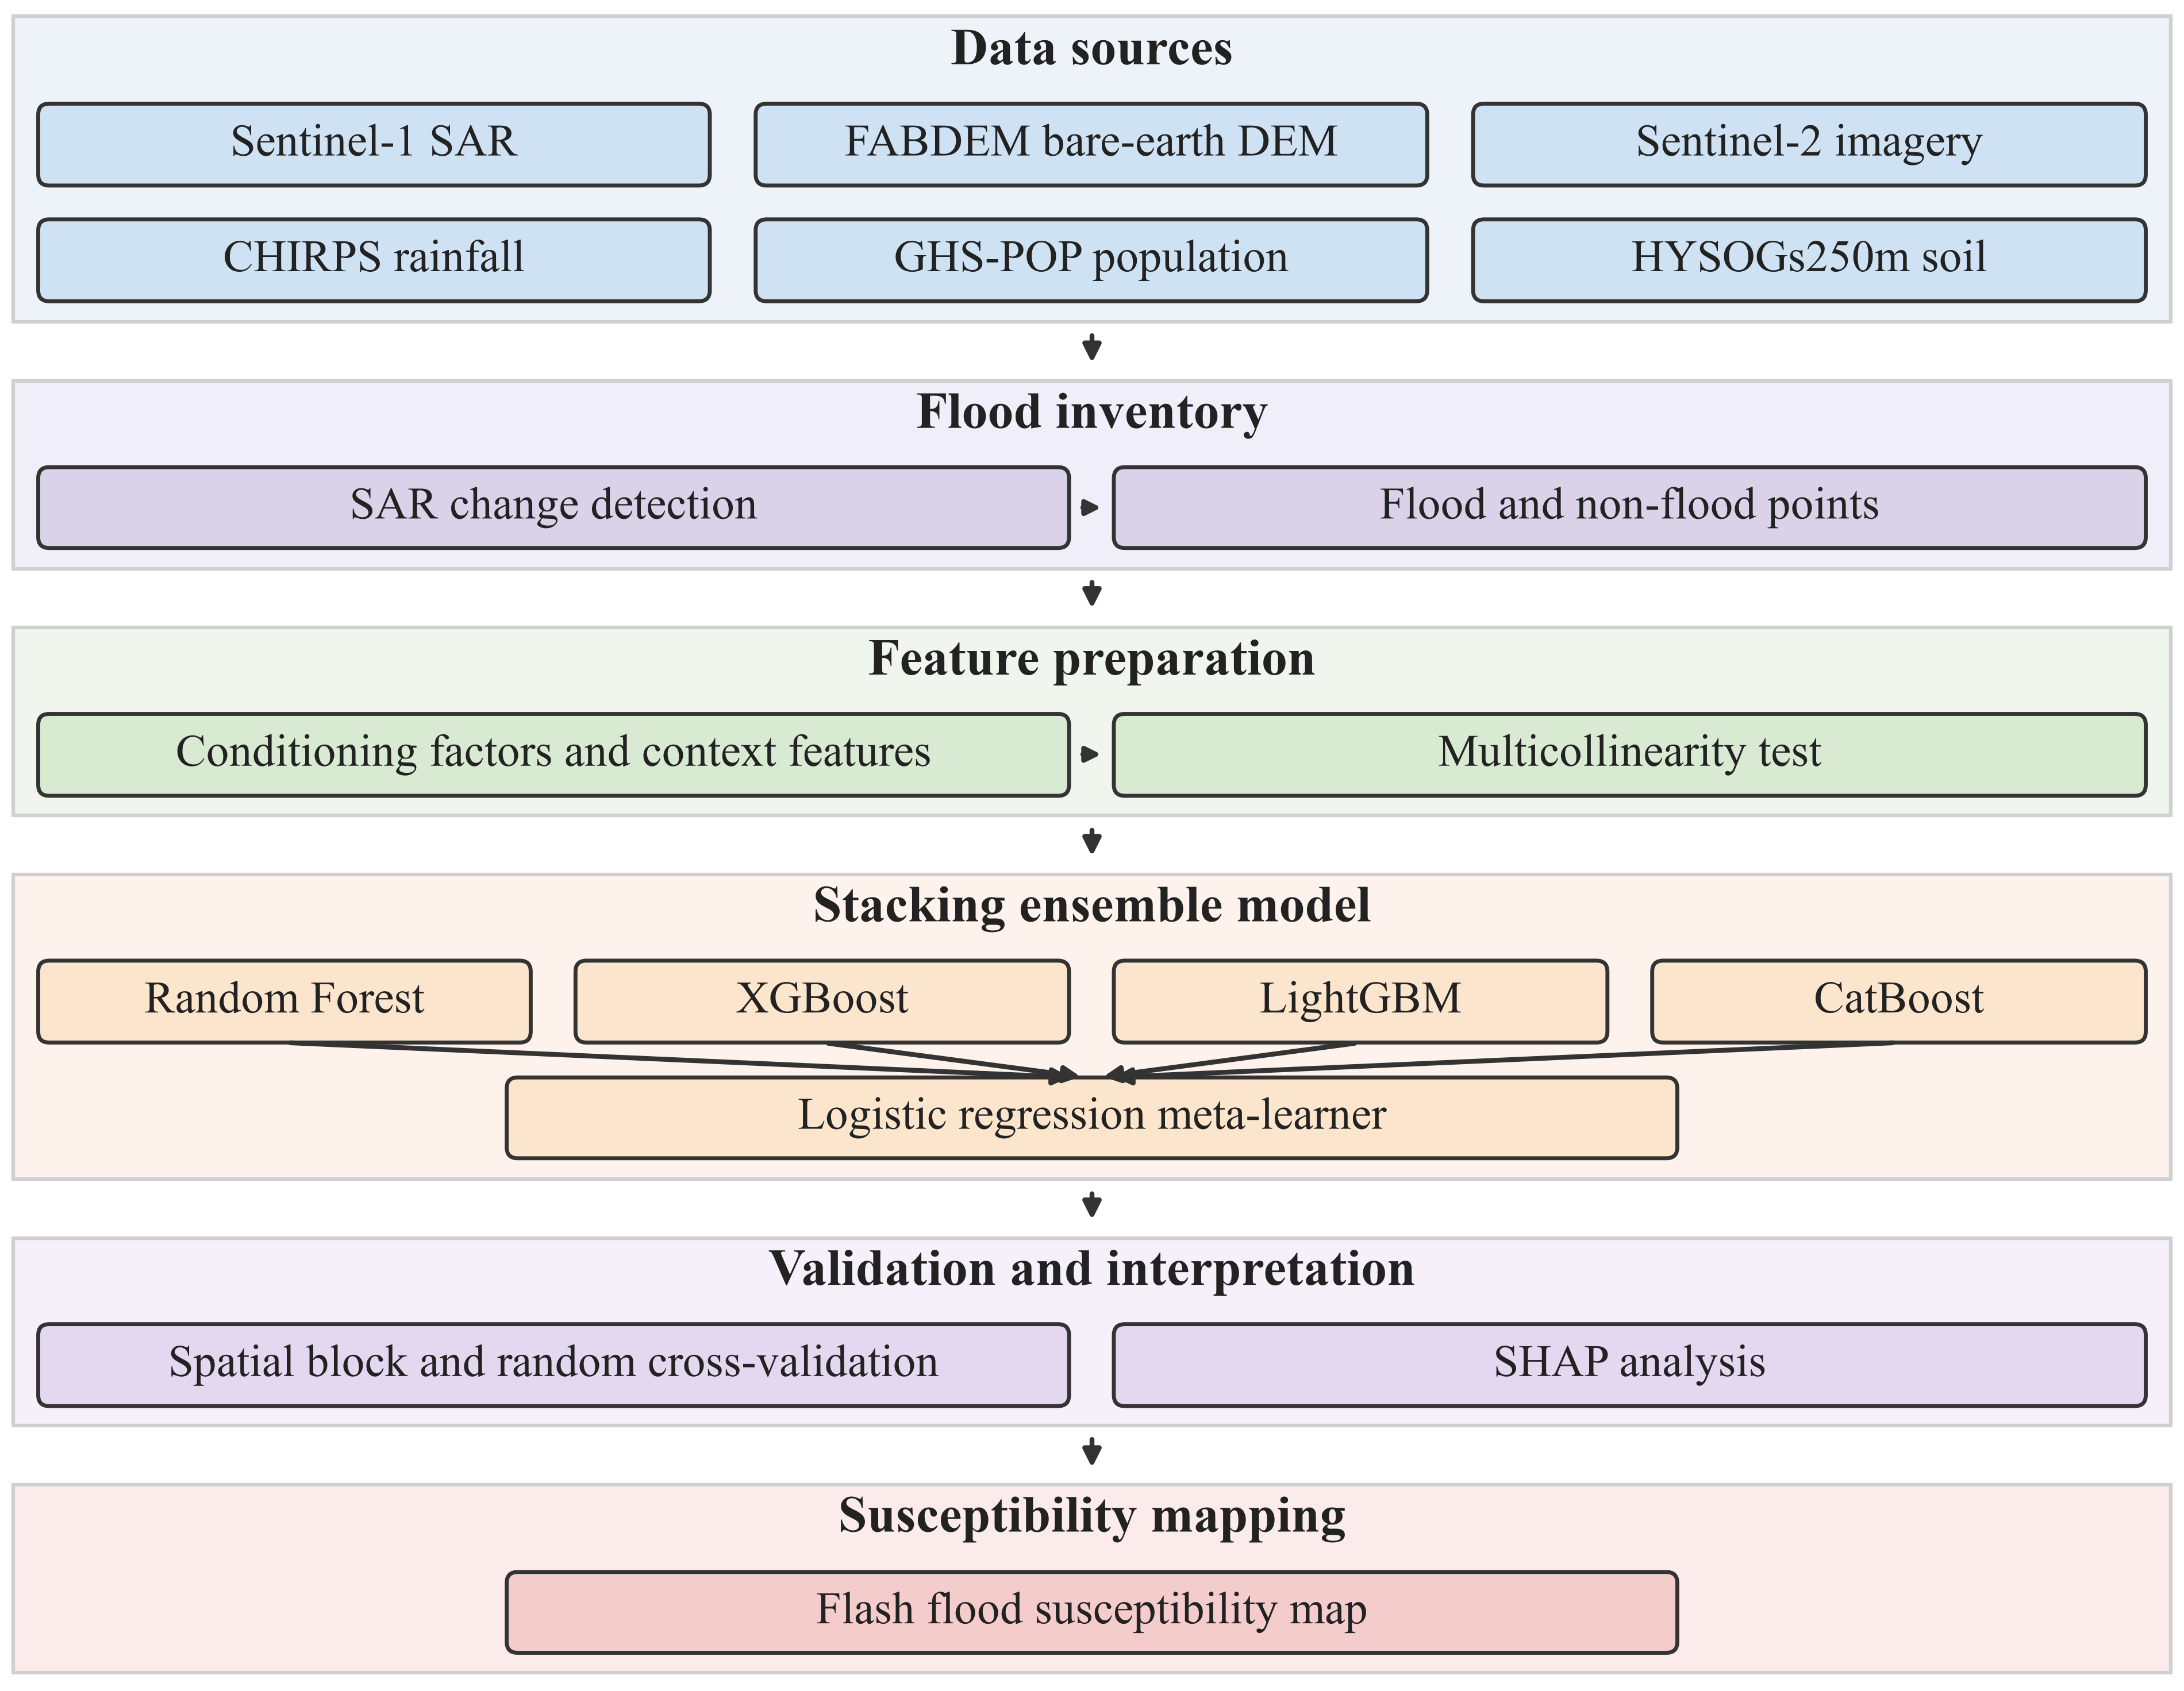 Data sources
Sentinel-1 SAR
FABDEM bare-earth DEM
Sentinel-2 imagery
CHIRPS rainfall
GHS-POP population
HYSOGs250m soil
Flood inventory
SAR change detection
Flood and non-flood points
Feature preparation
Conditioning factors and context features
Multicollinearity test
Stacking ensemble model
Random Forest
XGBoost
LightGBM
CatBoost
Logistic regression meta-learner
Validation and interpretation
Spatial block and random cross-validation
SHAP analysis
Susceptibility mapping
Flash flood susceptibility map